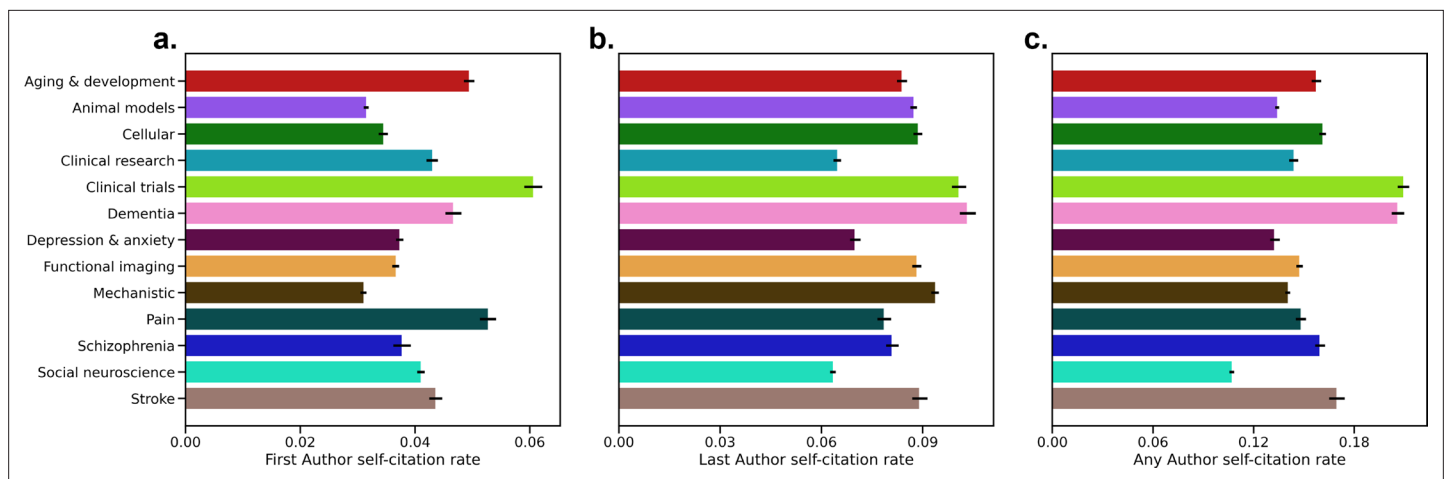 a.
b.
c.
Aging & development
Animal models
Cellular
Clinical research
Clinical trials
Dementia
Depression & anxiety
Functional imaging
Mechanistic
Pain
Schizophrenia
Social neuroscience
Stroke
0.00 0.02 0.04 0.06
First Author self-citation rate
0.00 0.03 0.06 0.09
Last Author self-citation rate
0.00 0.06 0.12 0.18
Any Author self-citation rate